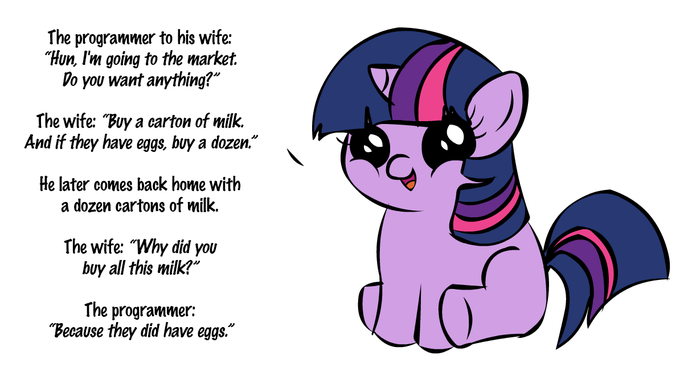 The programmer to his wife:
“Hun, I'm going to the market.
Do you want anything?”
The wife: “Buy a carton of milk.
And if they have eggs, buy a dozen.”
He later comes back home with
a dozen cartons of milk.
The wife: “Why did you
buy all this milk?”
The programmer:
“Because they did have eggs.”